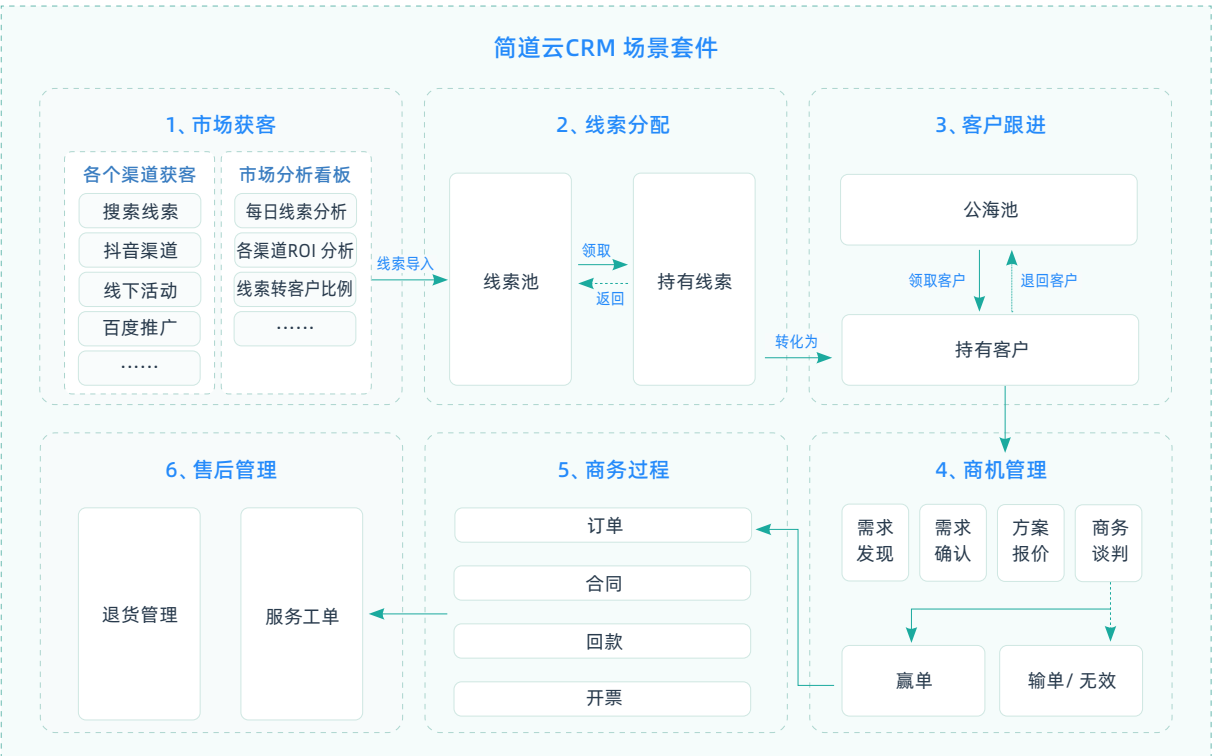 简道云CRM 场景套件
1、市场获客
各个渠道获客
搜索线索
抖音渠道
线下活动
百度推广
······
市场分析看板
每日线索分析
各渠道ROI 分析
线索转客户比例
······
线索导入
2、线索分配
线索池
领取
返回
持有线索
转化为
3、客户跟进
公海池
领取客户
退回客户
持有客户
4、商机管理
需求
发现
需求
确认
方案
报价
商务
谈判
赢单
输单/ 无效
5、商务过程
订单
合同
回款
开票
6、售后管理
退货管理
服务工单